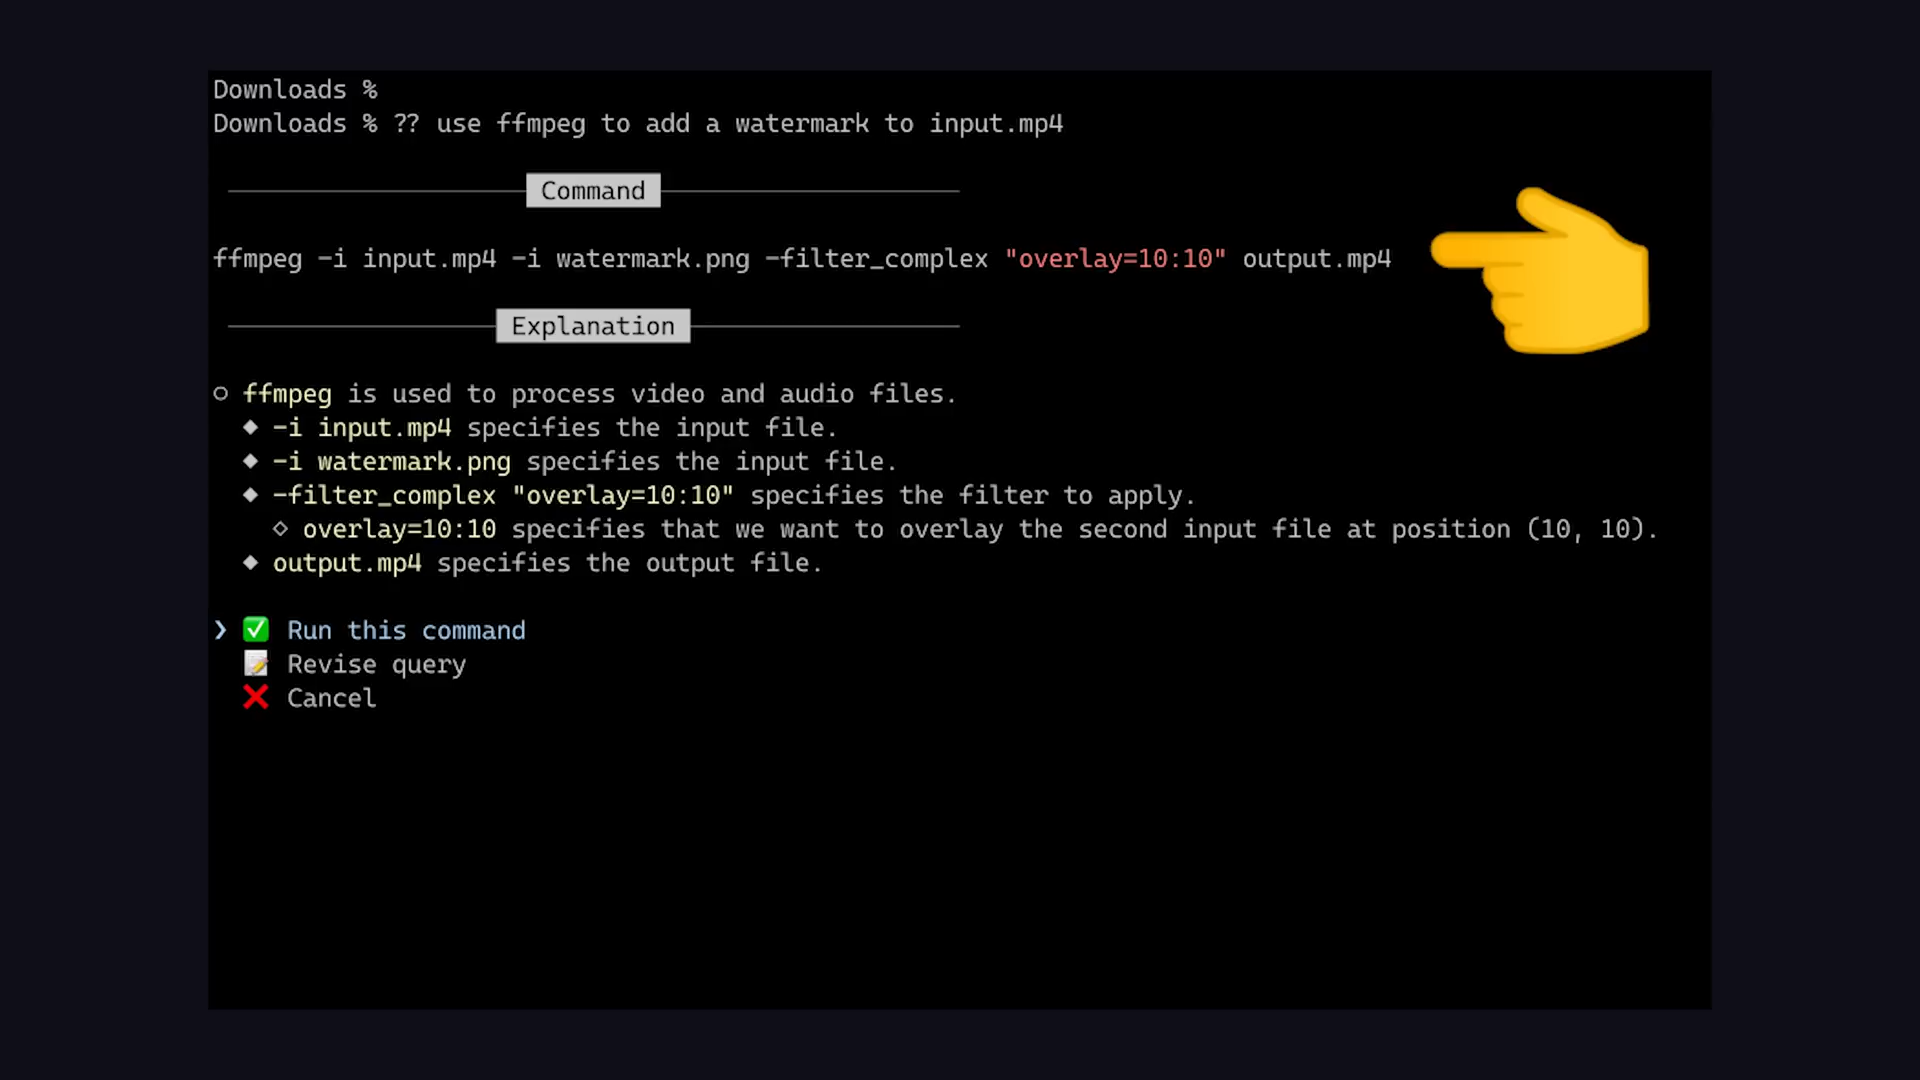 Downloads %
Downloads % ?? use ffmpeg to add a watermark to input.mp4
Command
ffmpeg -i input.mp4 -i watermark.png -filter_complex "overlay=10:10" output.mp4
Explanation
○ ffmpeg is used to process video and audio files.
◆ -i input.mp4 specifies the input file.
◆ -i watermark.png specifies the input file.
◆ -filter_complex "overlay=10:10" specifies the filter to apply.
◇ overlay=10:10 specifies that we want to overlay the second input file at position (10, 10).
◆ output.mp4 specifies the output file.
❯ ✅ Run this command
📝 Revise query
❌ Cancel